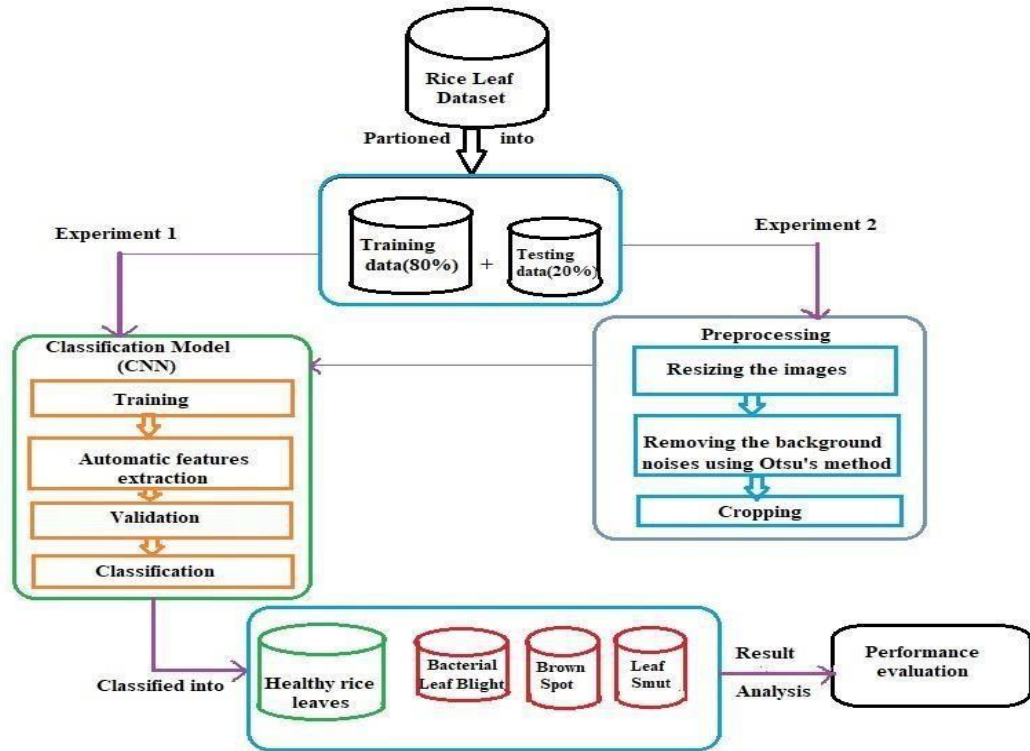 Rice Leaf
Dataset
Partioned into
Experiment 1
Experiment 2
Training
data(80%)
+
Testing
data(20%)
Classification Model
(CNN)
Training
Automatic features
extraction
Validation
Classification
Preprocessing
Resizing the images
Removing the background
noises using Otsu's method
Cropping
Classified into
Healthy rice
leaves
Bacterial
Leaf Blight
Brown
Spot
Leaf
Smut
Result
Analysis
Performance
evaluation